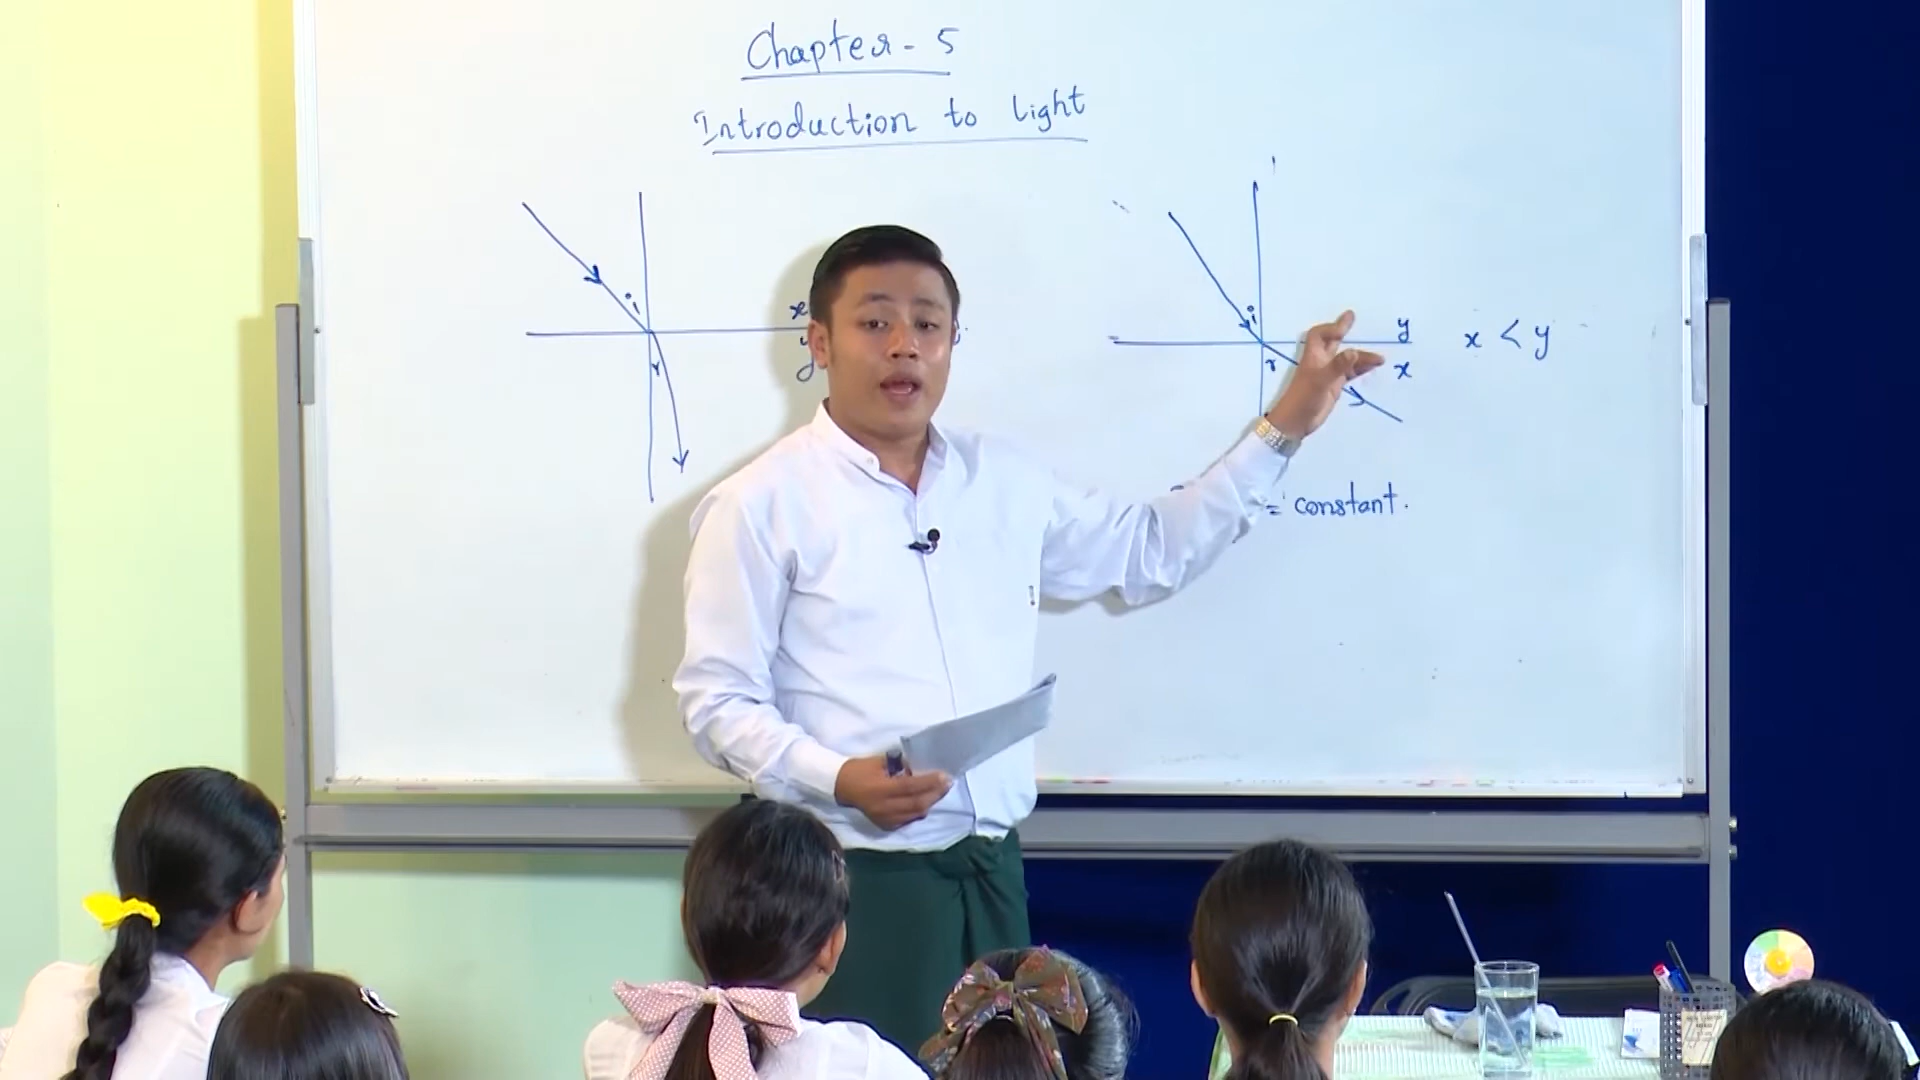 Chapter - 5
Introduction to light
i
x
y
r
i
y
x
r
x < y
= constant.